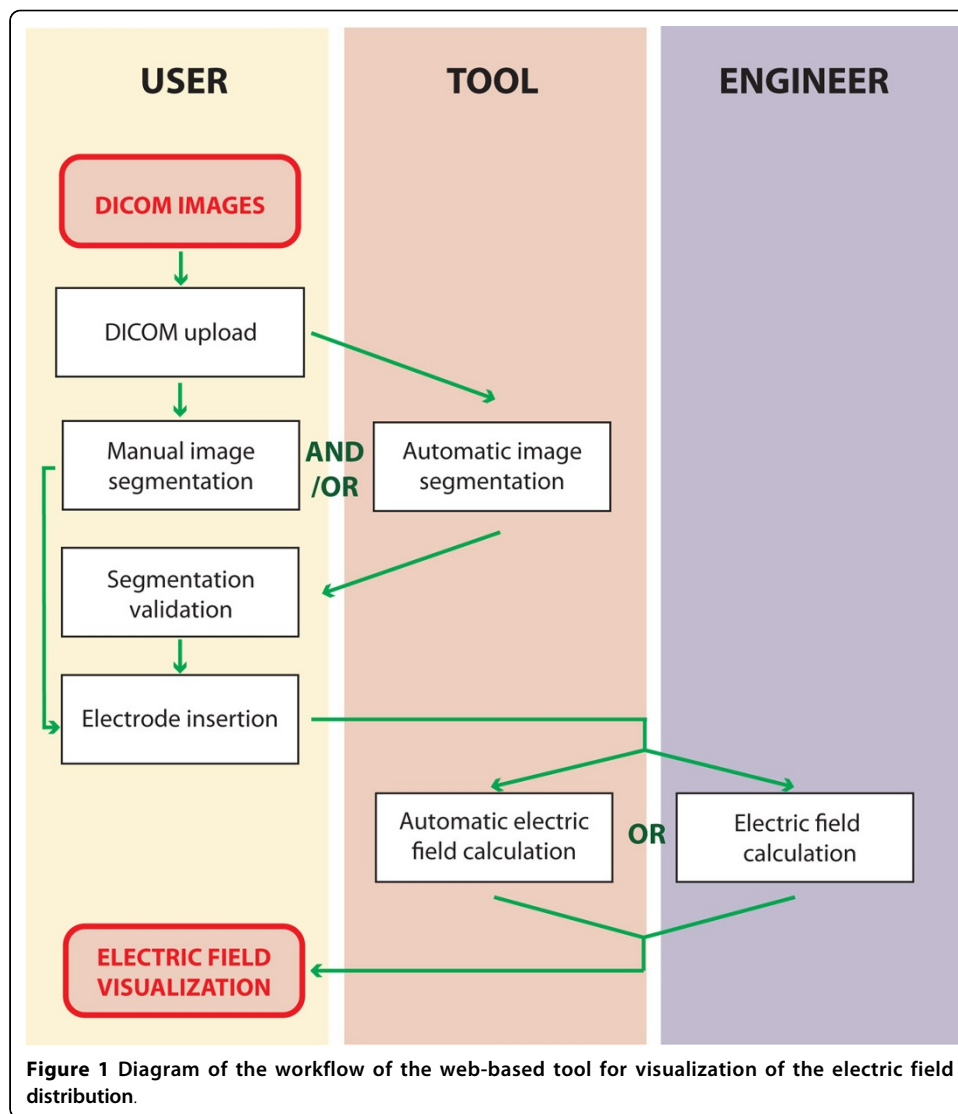 USER
TOOL
ENGINEER
DICOM IMAGES
DICOM upload
Manual image
segmentation
AND
/OR
Automatic image
segmentation
Segmentation
validation
Electrode insertion
Automatic electric
field calculation
OR
Electric field
calculation
ELECTRIC FIELD
VISUALIZATION
Figure 1 Diagram of the workflow of the web-based tool for visualization of the electric field
distribution.